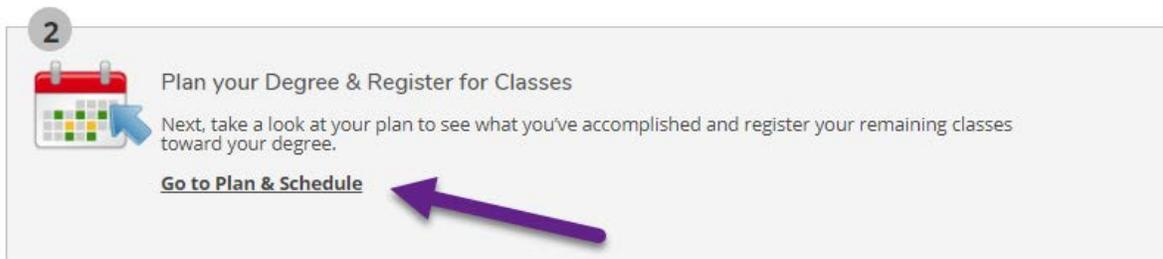 2
Plan your Degree & Register for Classes
Next, take a look at your plan to see what you've accomplished and register your remaining classes
toward your degree.
Go to Plan & Schedule